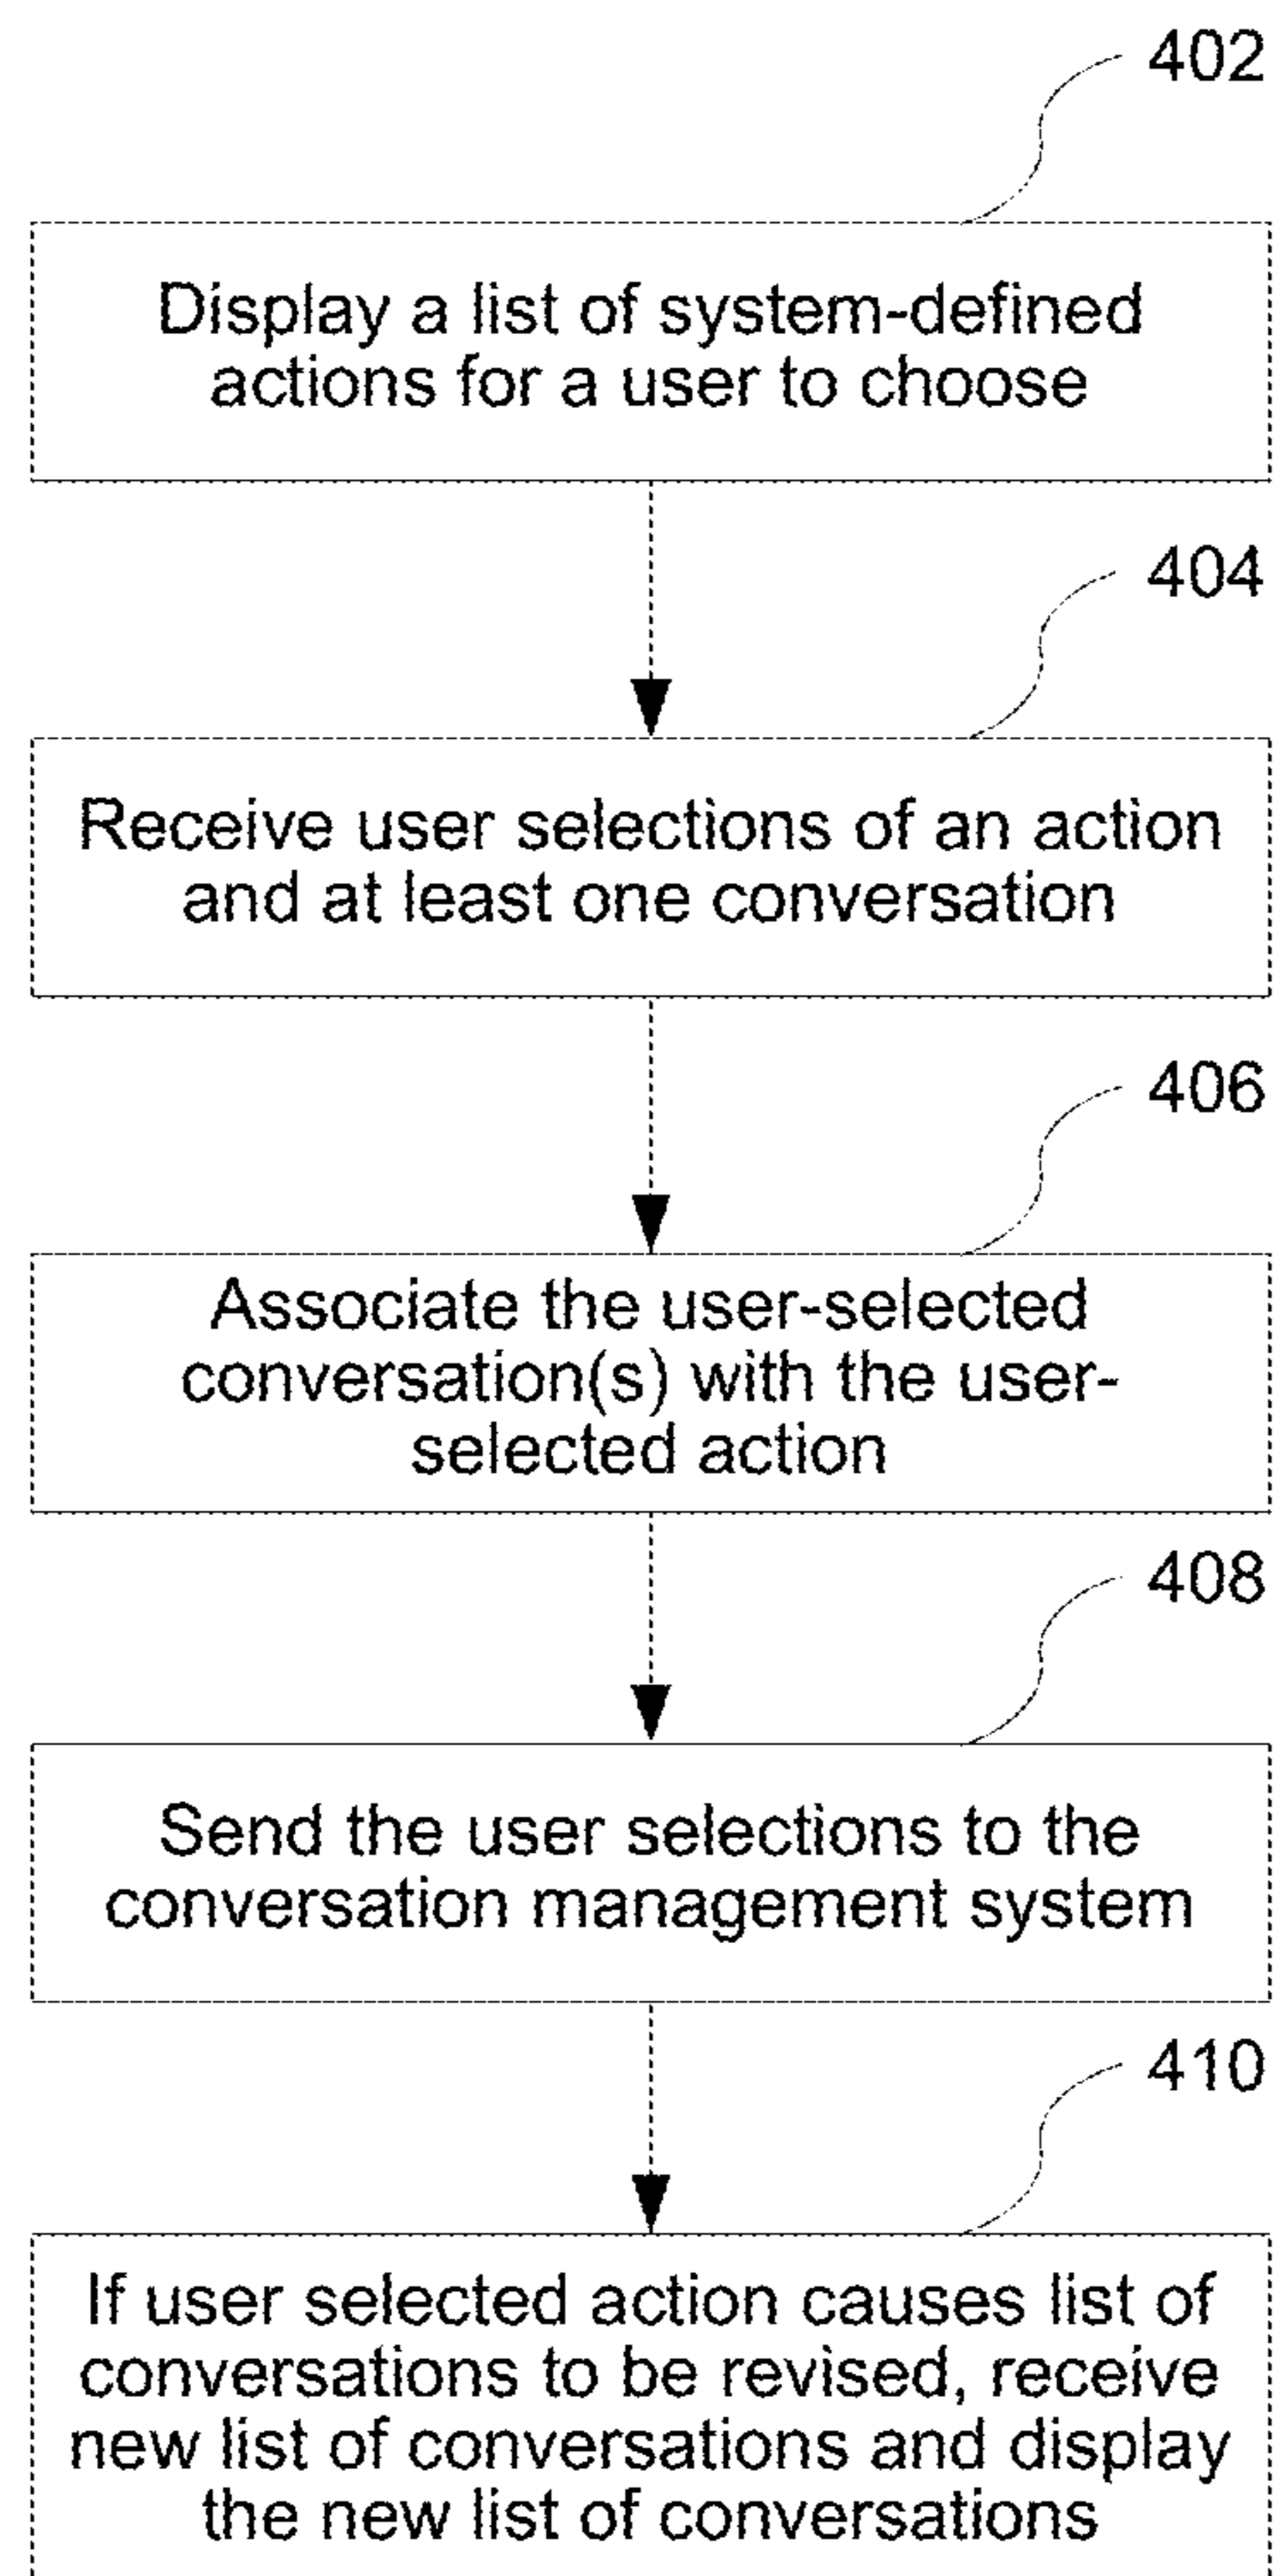 402
Display a list of system-defined
actions for a user to choose
404
Receive user selections of an action
and at least one conversation
406
Associate the user-selected
conversation(s) with the user-
selected action
408
Send the user selections to the
conversation management system
410
If user selected action causes list of
conversations to be revised, receive
new list of conversations and display
the new list of conversations